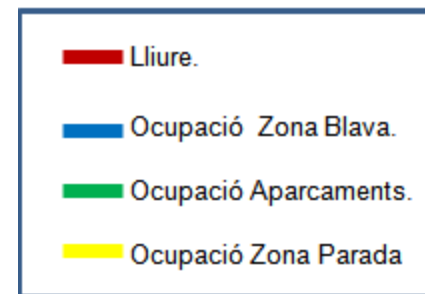 Lliure.
Ocupació Zona Blava.
Ocupació Aparcaments.
Ocupació Zona Parada